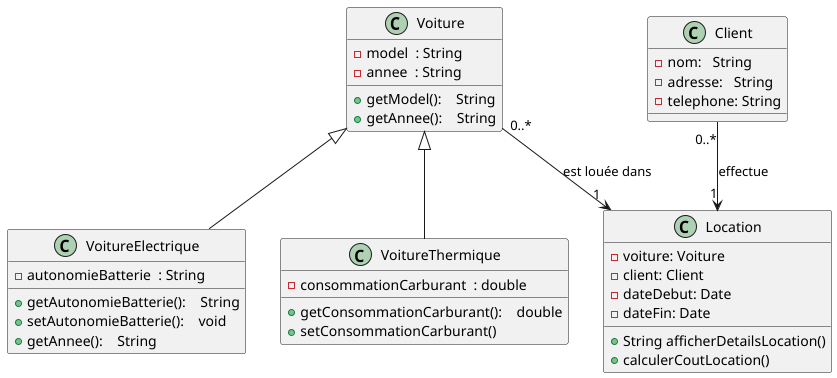 C Voiture
model  : String
annee  : String
getModel():    String
getAnnee():    String
C Client
nom:   String
adresse:   String
telephone: String
0..*
est louée dans
1
0..*
effectue
1
C VoitureElectrique
autonomieBatterie  : String
getAutonomieBatterie():    String
setAutonomieBatterie():    void
getAnnee():    String
C VoitureThermique
consommationCarburant  : double
getConsommationCarburant():    double
setConsommationCarburant()
C Location
voiture: Voiture
client: Client
dateDebut: Date
dateFin: Date
String afficherDetailsLocation()
calculerCoutLocation()